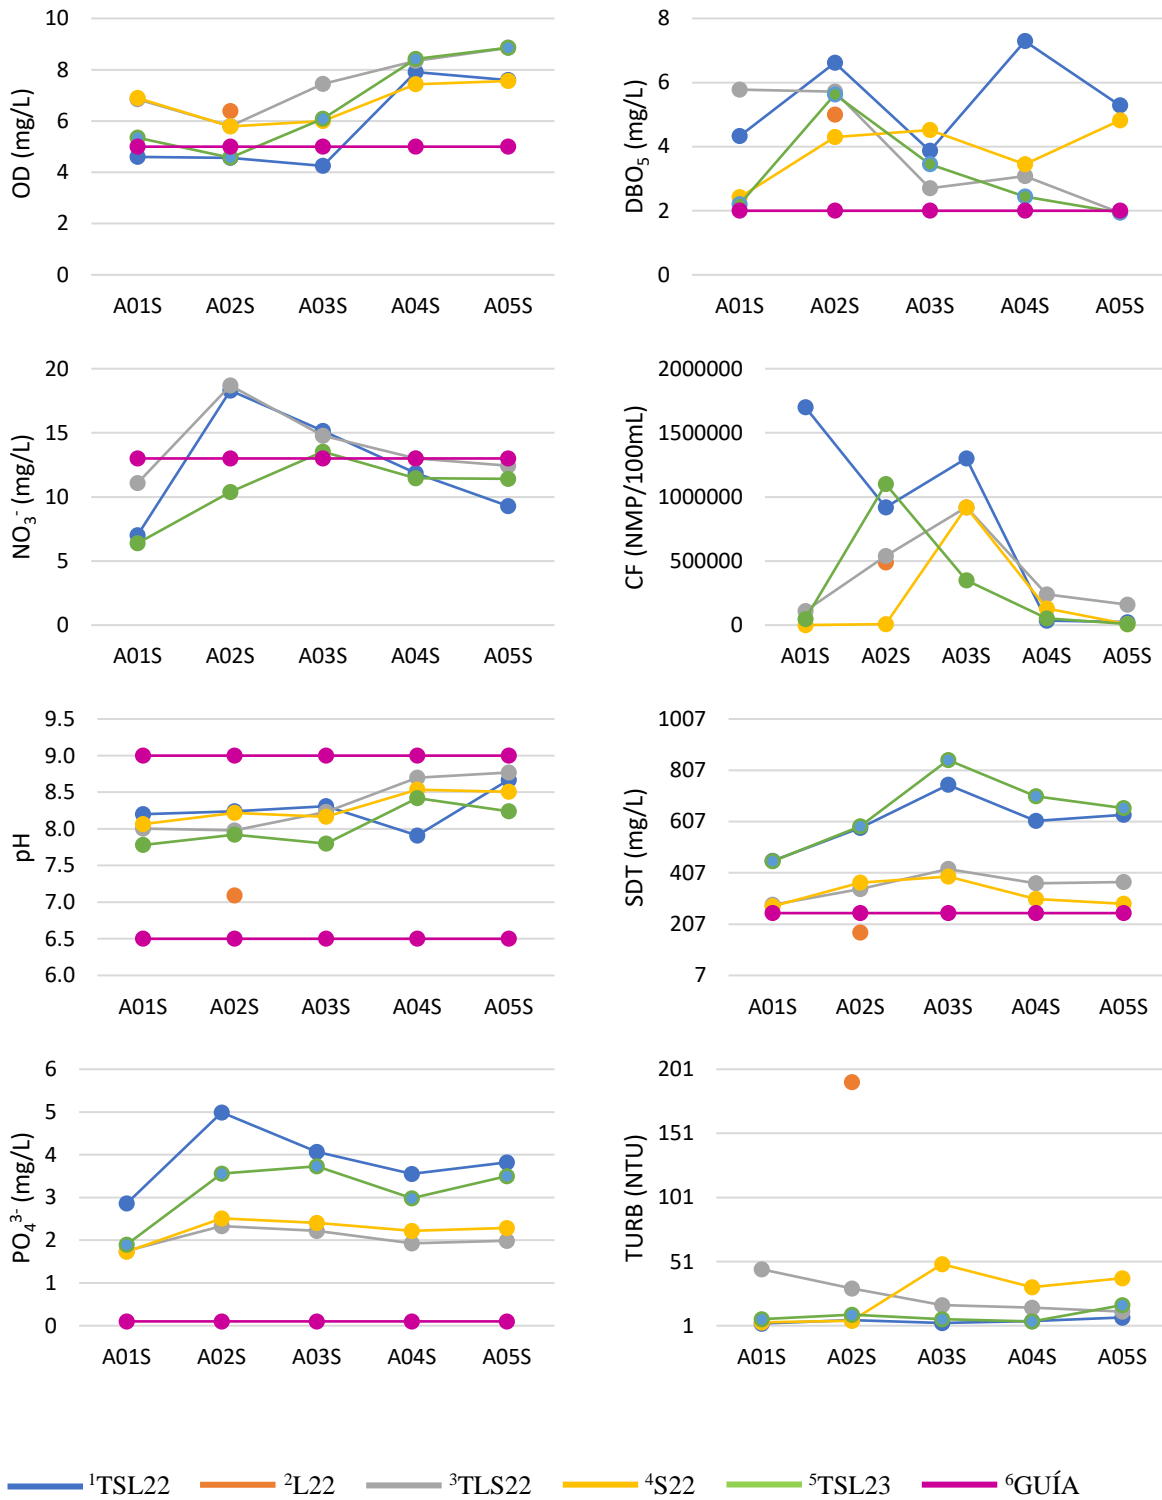 OD (mg/L)
10
8
6
4
2
0
A01S A02S A03S A04S A05S
DBO₅ (mg/L)
8
6
4
2
0
A01S A02S A03S A04S A05S
NO₃⁻ (mg/L)
20
15
10
5
0
A01S A02S A03S A04S A05S
CF (NMP/100mL)
2000000
1500000
1000000
500000
0
A01S A02S A03S A04S A05S
pH
9.5
9.0
8.5
8.0
7.5
7.0
6.5
6.0
A01S A02S A03S A04S A05S
SDT (mg/L)
1007
807
607
407
207
7
A01S A02S A03S A04S A05S
PO₄³⁻ (mg/L)
6
5
4
3
2
1
0
A01S A02S A03S A04S A05S
TURB (NTU)
201
151
101
51
1
A01S A02S A03S A04S A05S
¹TSL22 ²L22 ³TLS22 ⁴S22 ⁵TSL23 ⁶GUÍA